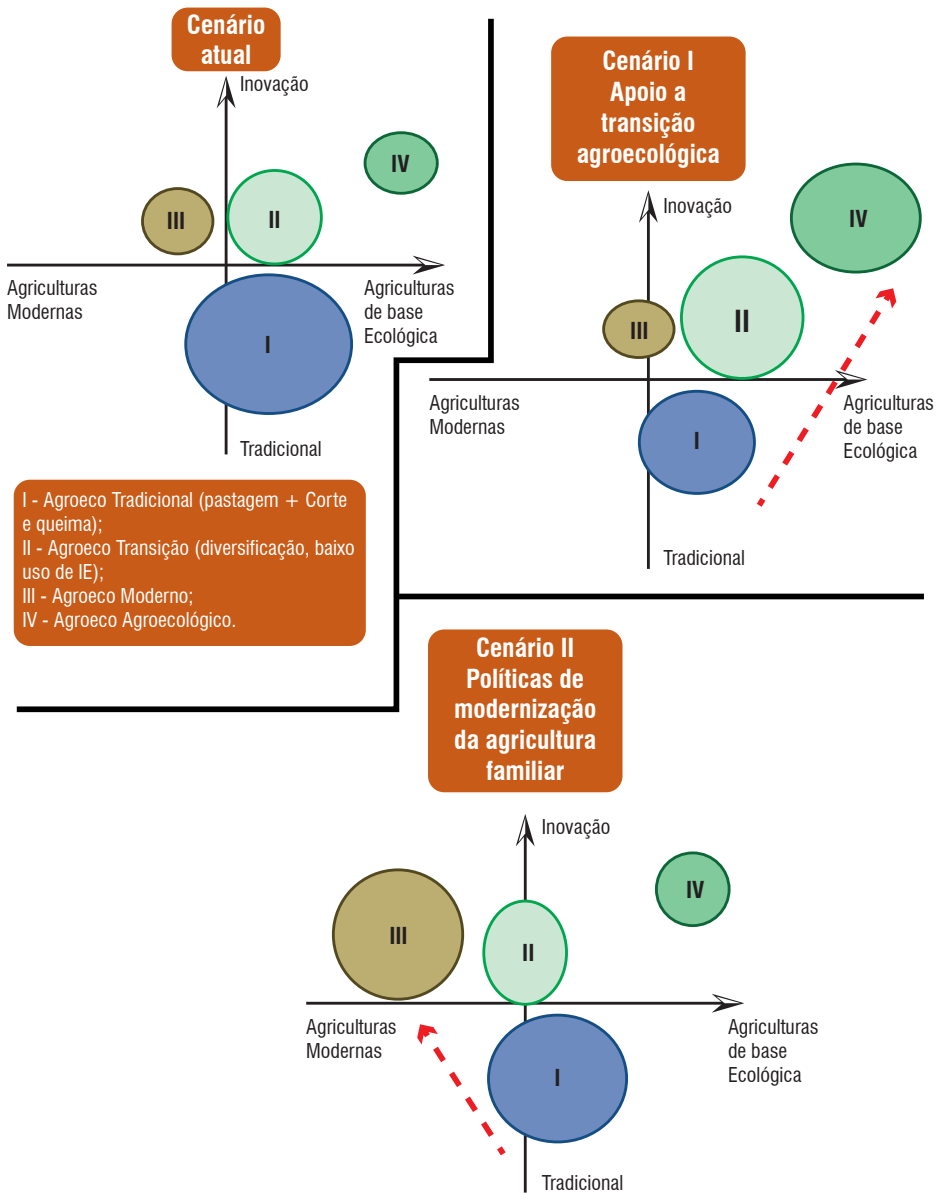 Cenário
atual
Inovação
IV
III
II
Agriculturas
Modernas
Agriculturas
de base
Ecológica
I
Tradicional
I - Agroeco Tradicional (pastagem + Corte
e queima);
II - Agroeco Transição (diversificação, baixo
uso de IE);
III - Agroeco Moderno;
IV - Agroeco Agroecológico.
Cenário I
Apoio a
transição
agroecológica
Inovação
IV
III
II
Agriculturas
Modernas
Agriculturas
de base
Ecológica
I
Tradicional
Cenário II
Políticas de
modernização
da agricultura
familiar
Inovação
IV
III
II
Agriculturas
Modernas
Agriculturas
de base
Ecológica
I
Tradicional